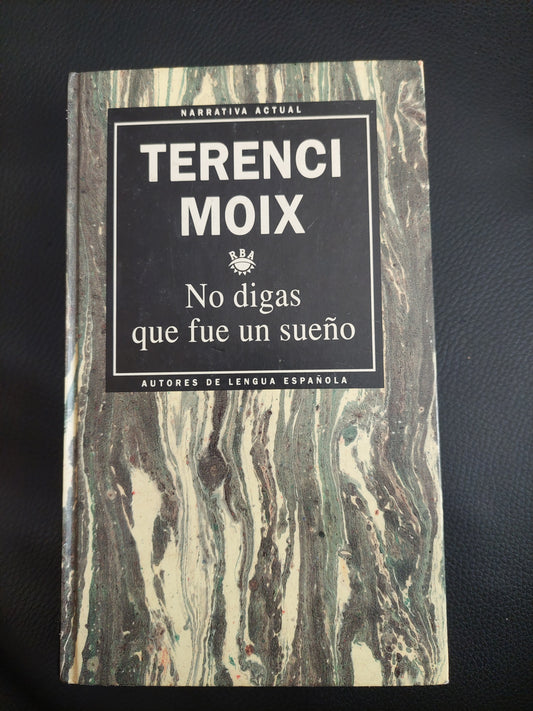 NARRATIVA ACTUAL
TERENCI
MOIX
RBA
No digas
que fue un sueño
AUTORES DE LENGUA ESPAÑOLA